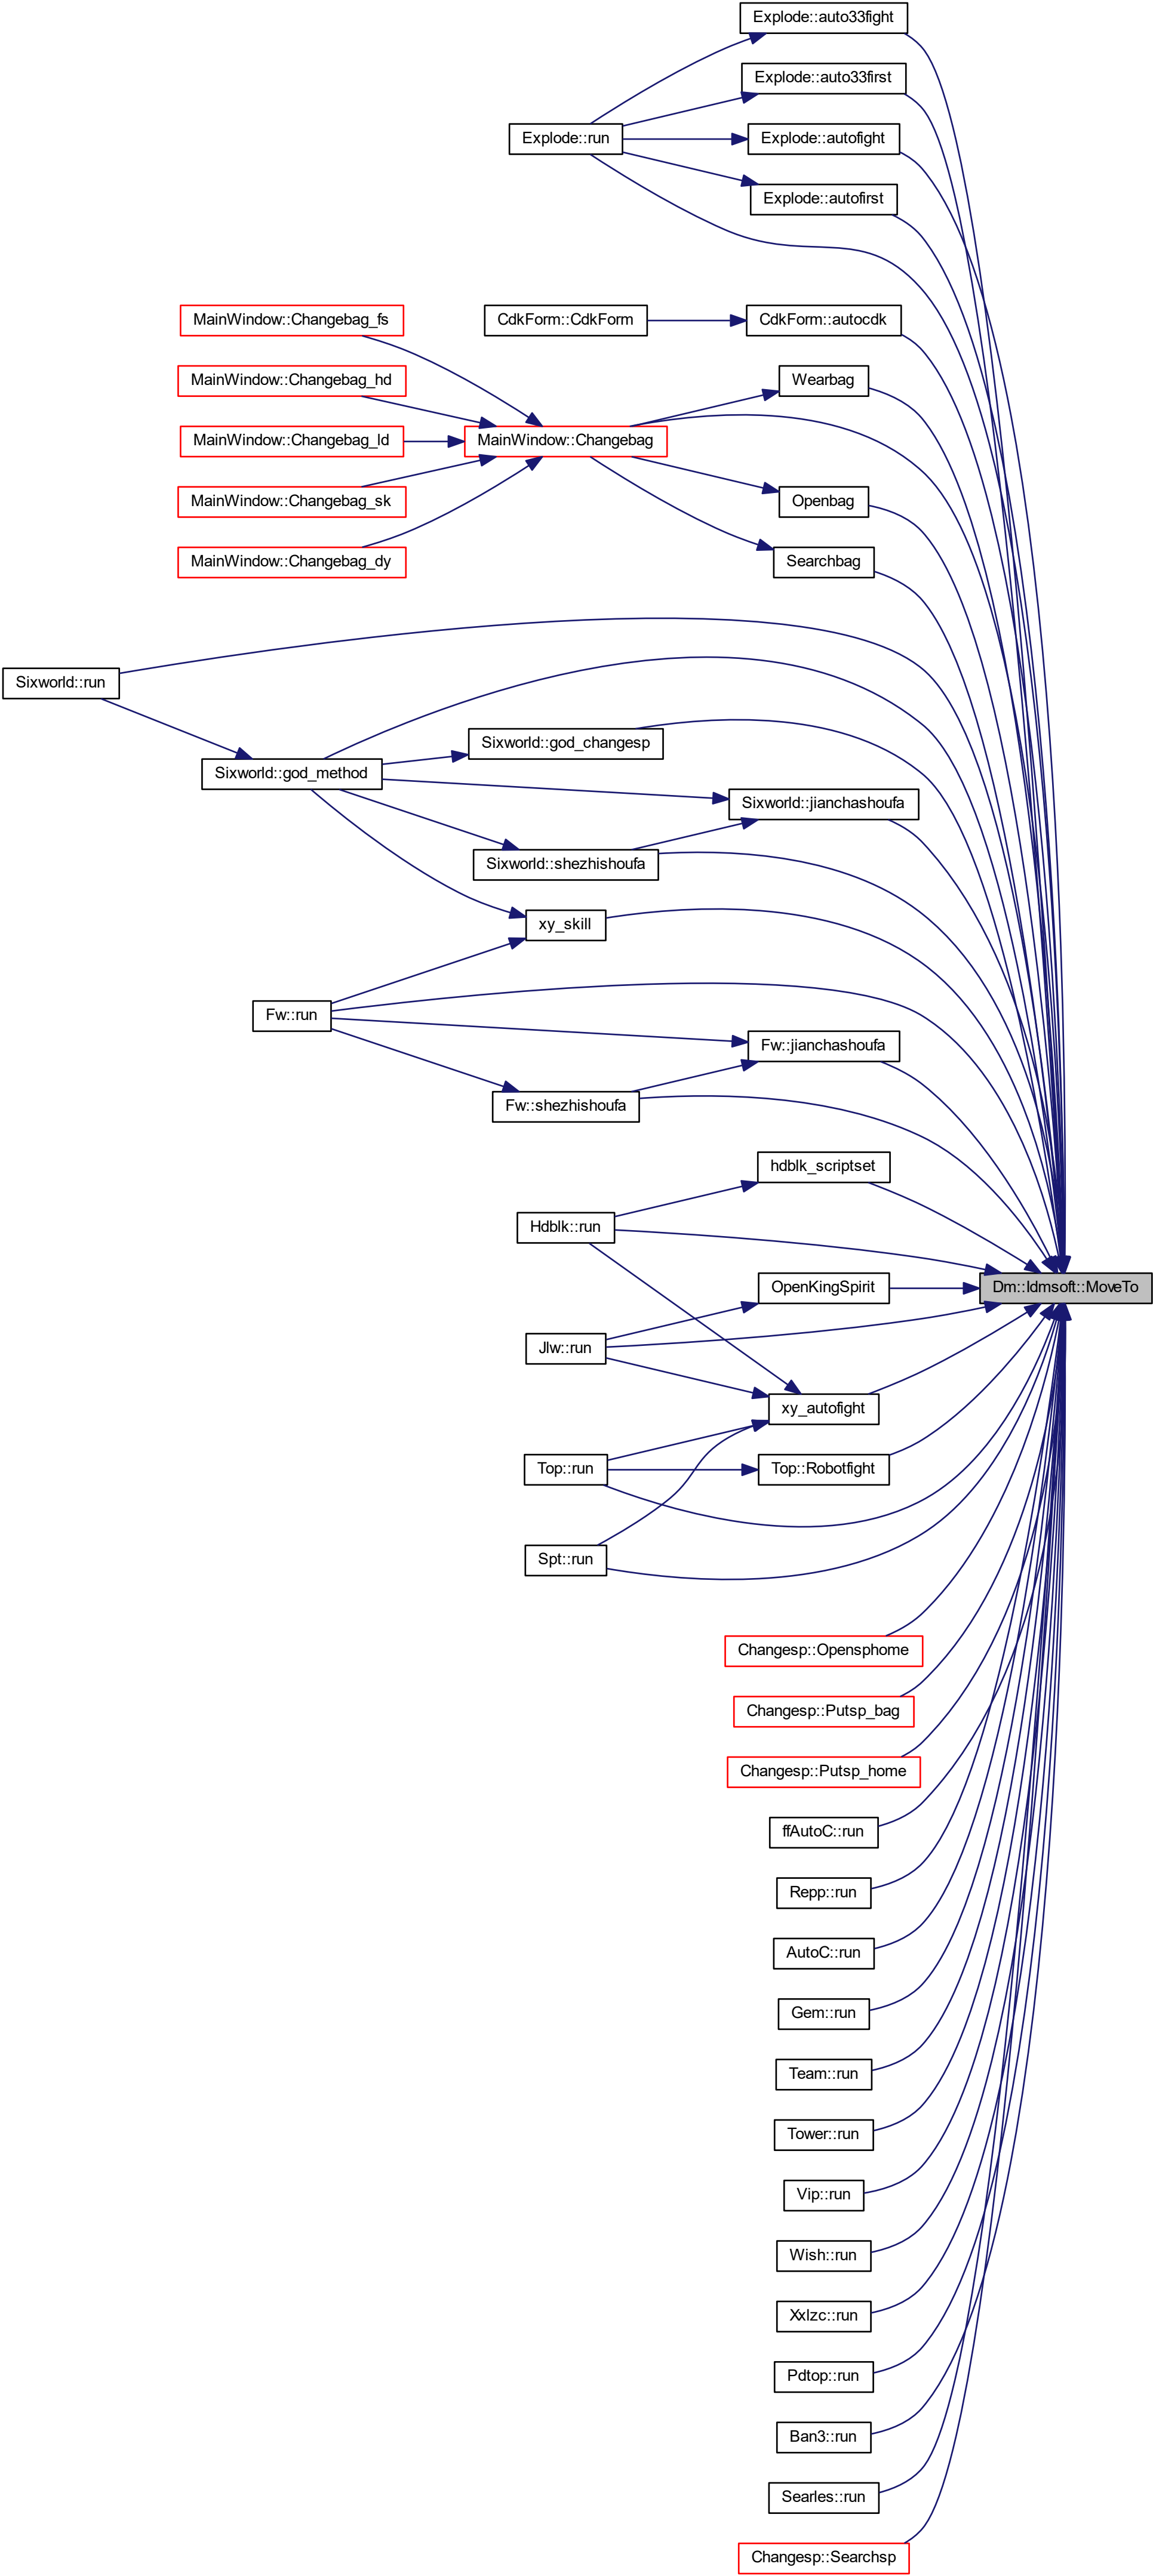 Explode::auto33fight
Explode::auto33first
Explode::run
Explode::autofight
Explode::autofirst
MainWindow::Changebag_fs
CdkForm::CdkForm
CdkForm::autocdk
MainWindow::Changebag_hd
Wearbag
MainWindow::Changebag_ld
MainWindow::Changebag
MainWindow::Changebag_sk
Openbag
MainWindow::Changebag_dy
Searchbag
Sixworld::run
Sixworld::god_changesp
Sixworld::god_method
Sixworld::jianchashoufa
Sixworld::shezhishoufa
xy_skill
Fw::run
Fw::jianchashoufa
Fw::shezhishoufa
hdblk_scriptset
Hdblk::run
OpenKingSpirit
Dm::Idmsoft::MoveTo
Jlw::run
xy_autofight
Top::run
Top::Robotfight
Spt::run
Changesp::Opensphome
Changesp::Putsp_bag
Changesp::Putsp_home
ffAutoC::run
Repp::run
AutoC::run
Gem::run
Team::run
Tower::run
Vip::run
Wish::run
Xxlzc::run
Pdtop::run
Ban3::run
Searles::run
Changesp::Searchsp